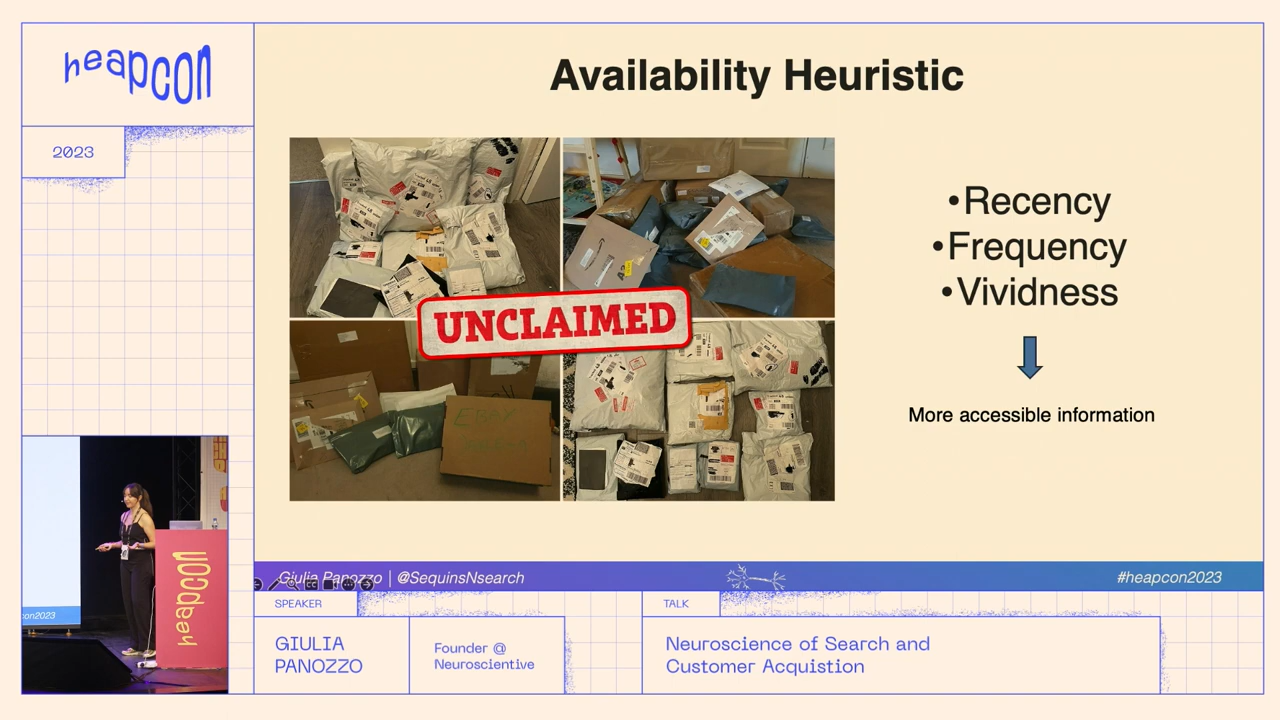 heapcon
2023
Availability Heuristic
UNCLAIMED
•Recency
•Frequency
•Vividness
More accessible information
Giulia Panozzo | @SequinsNsearch
#heapcon2023
heapcon
con2023
SPEAKER
GIULIA
PANOZZO
Founder @
Neuroscientive
TALK
Neuroscience of Search and
Customer Acquistion